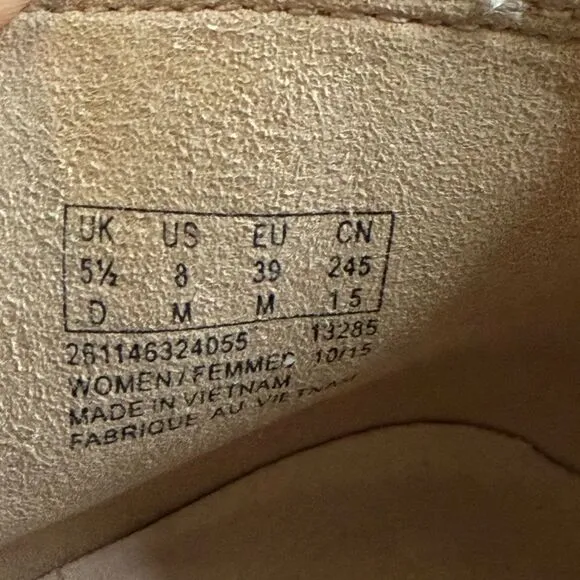 UK US EU CN
5½ 8 39 245
D M M 1.5
261146324055 13285
WOMEN/FEMMES 10/15
MADE IN VIETNAM
FABRIQUE AU VIETNAM